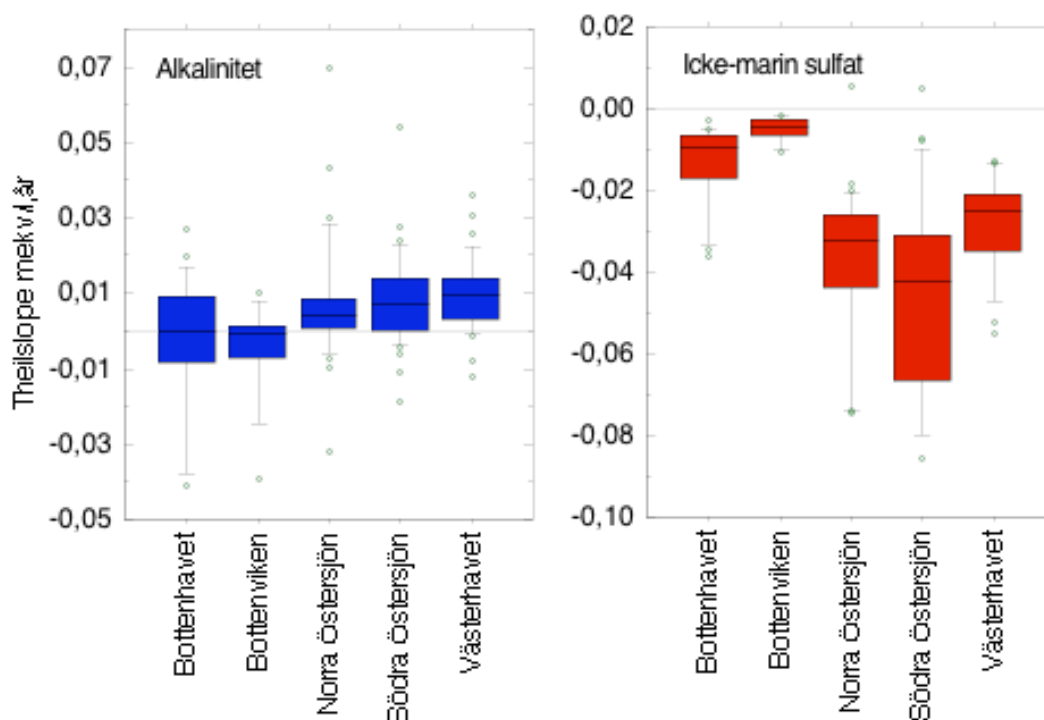 Alkalinitet
0,07
0,05
0,03
0,01
-0,01
-0,03
-0,05
Theilslope
Bottenhavet
Bottenviken
Norra Östersjön
Södra Östersjön
Västerhavet
Icke-marin sulfat
0,02
0,00
-0,02
-0,04
-0,06
-0,08
-0,10
Bottenhavet
Bottenviken
Norra Östersjön
Södra Östersjön
Västerhavet